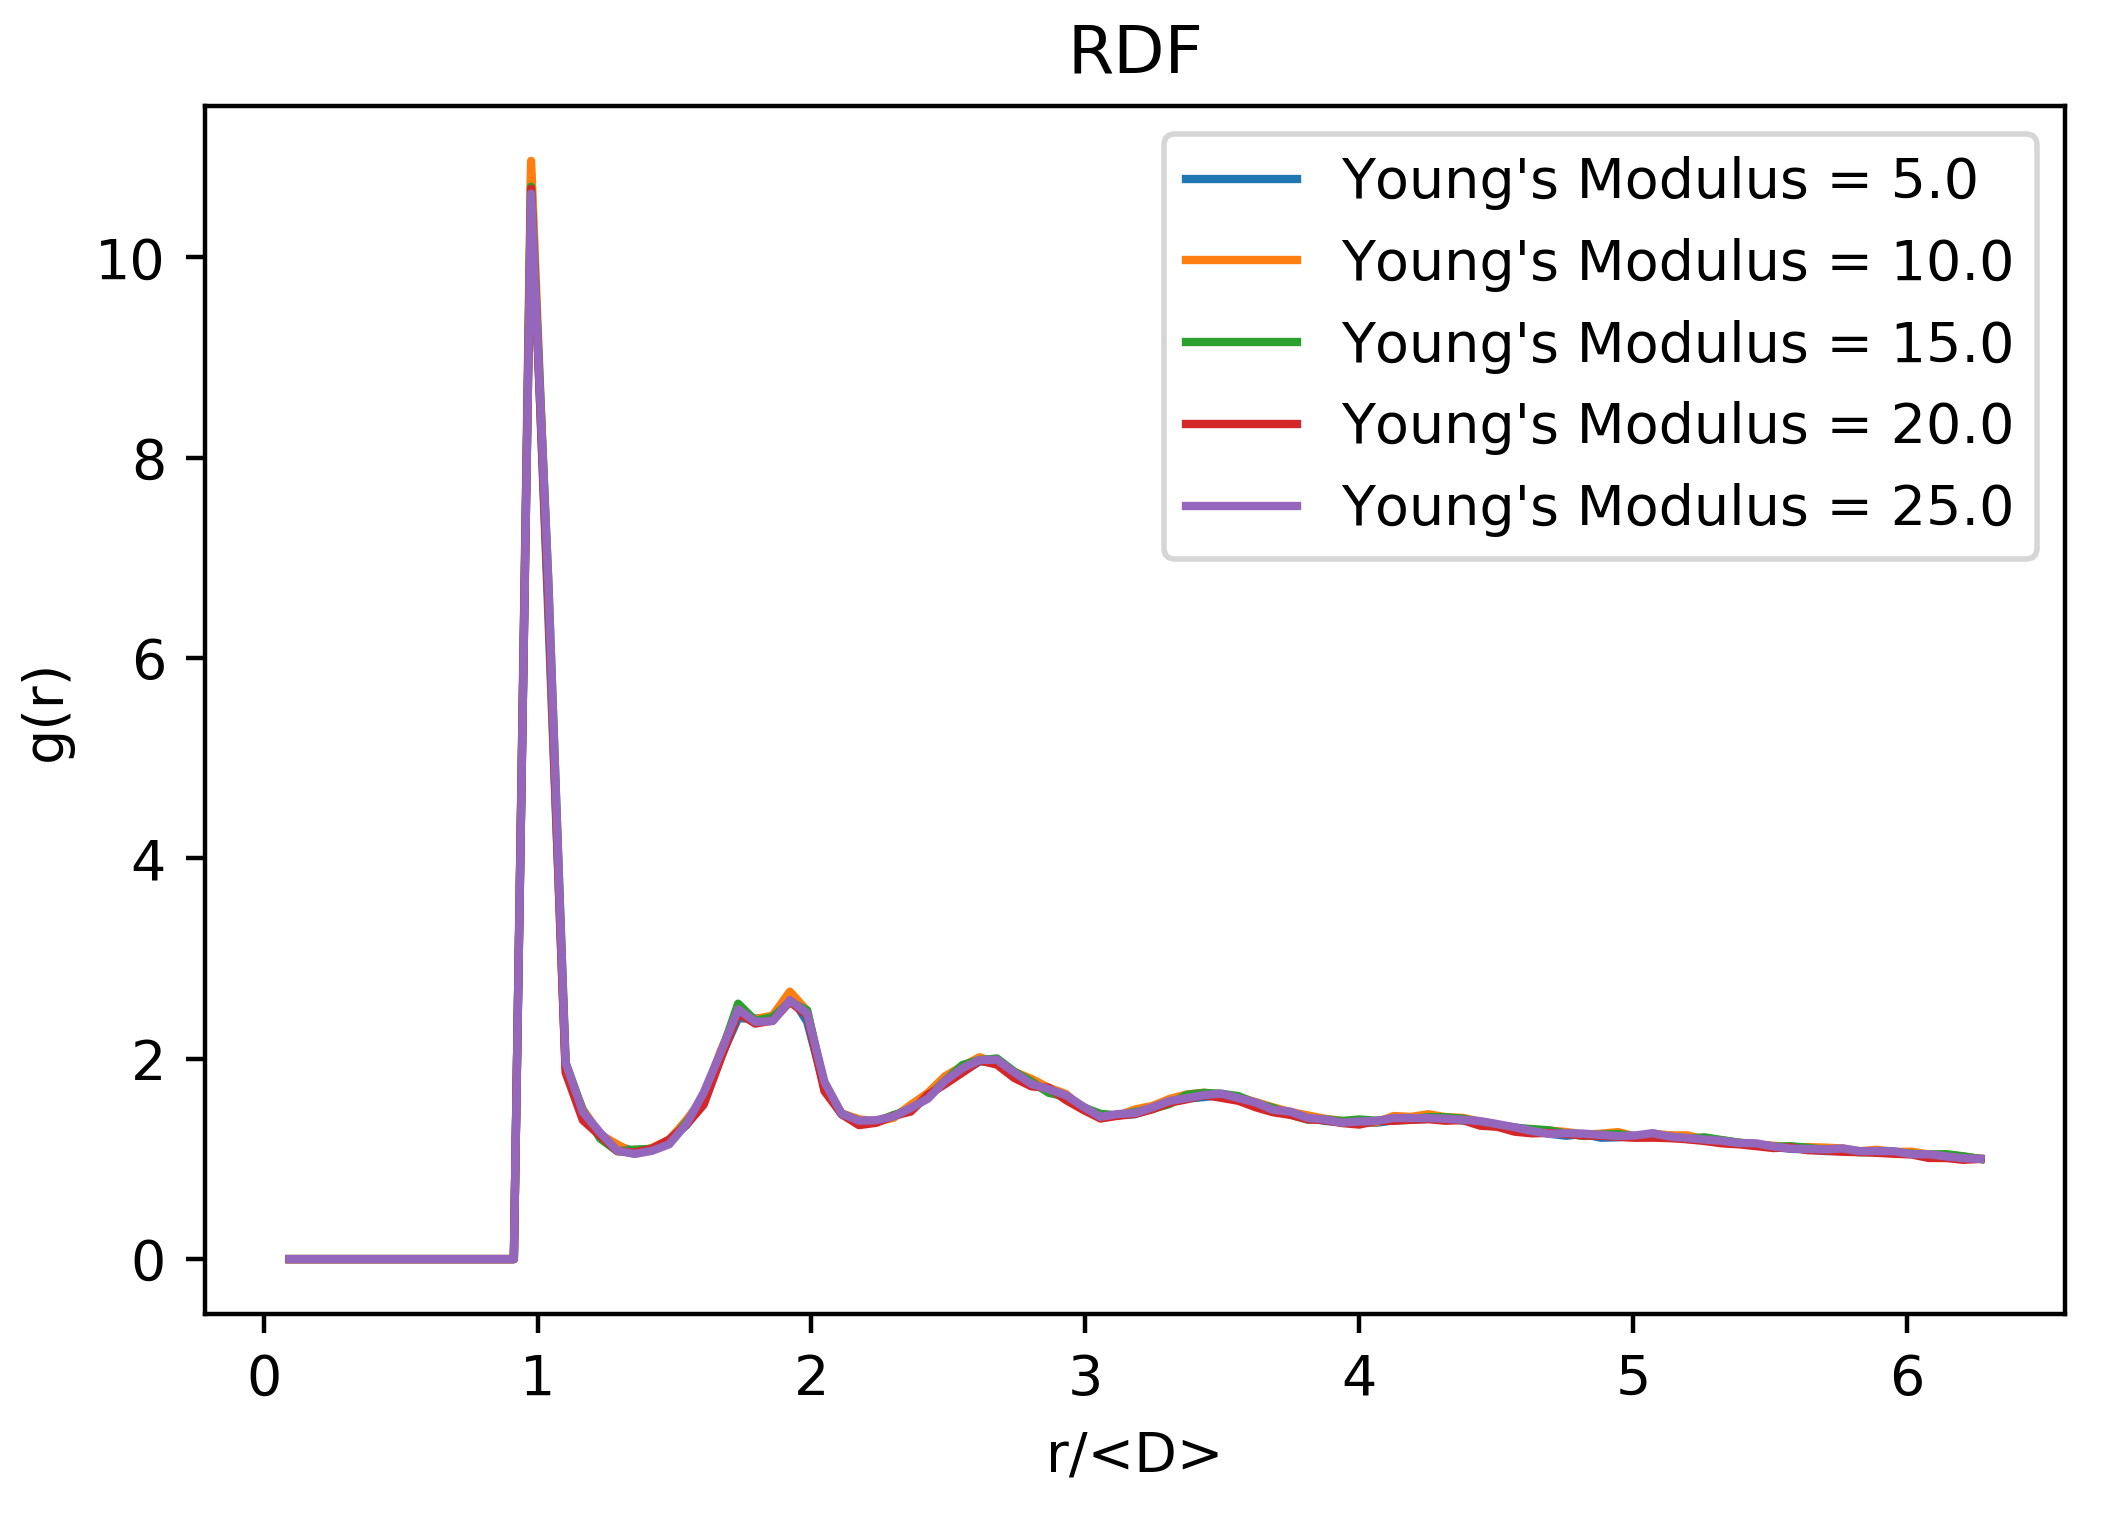 RDF
Young's Modulus = 5.0
Young's Modulus = 10.0
Young's Modulus = 15.0
Young's Modulus = 20.0
Young's Modulus = 25.0
g(r)
10
8
6
4
2
0
0 1 2 3 4 5 6
r/<D>